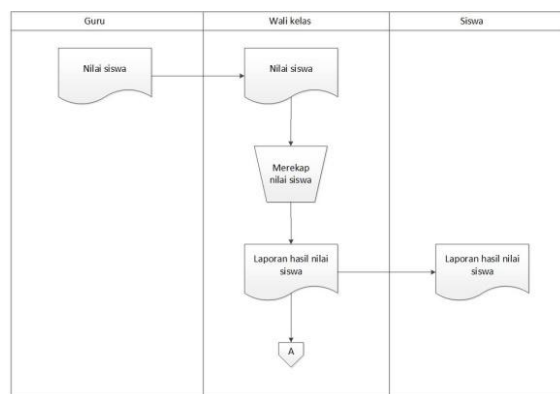 Guru
Wali kelas
Siswa
Nilai siswa
Nilai siswa
Merekap
nilai siswa
Laporan hasil nilai
siswa
Laporan hasil nilai
siswa
A